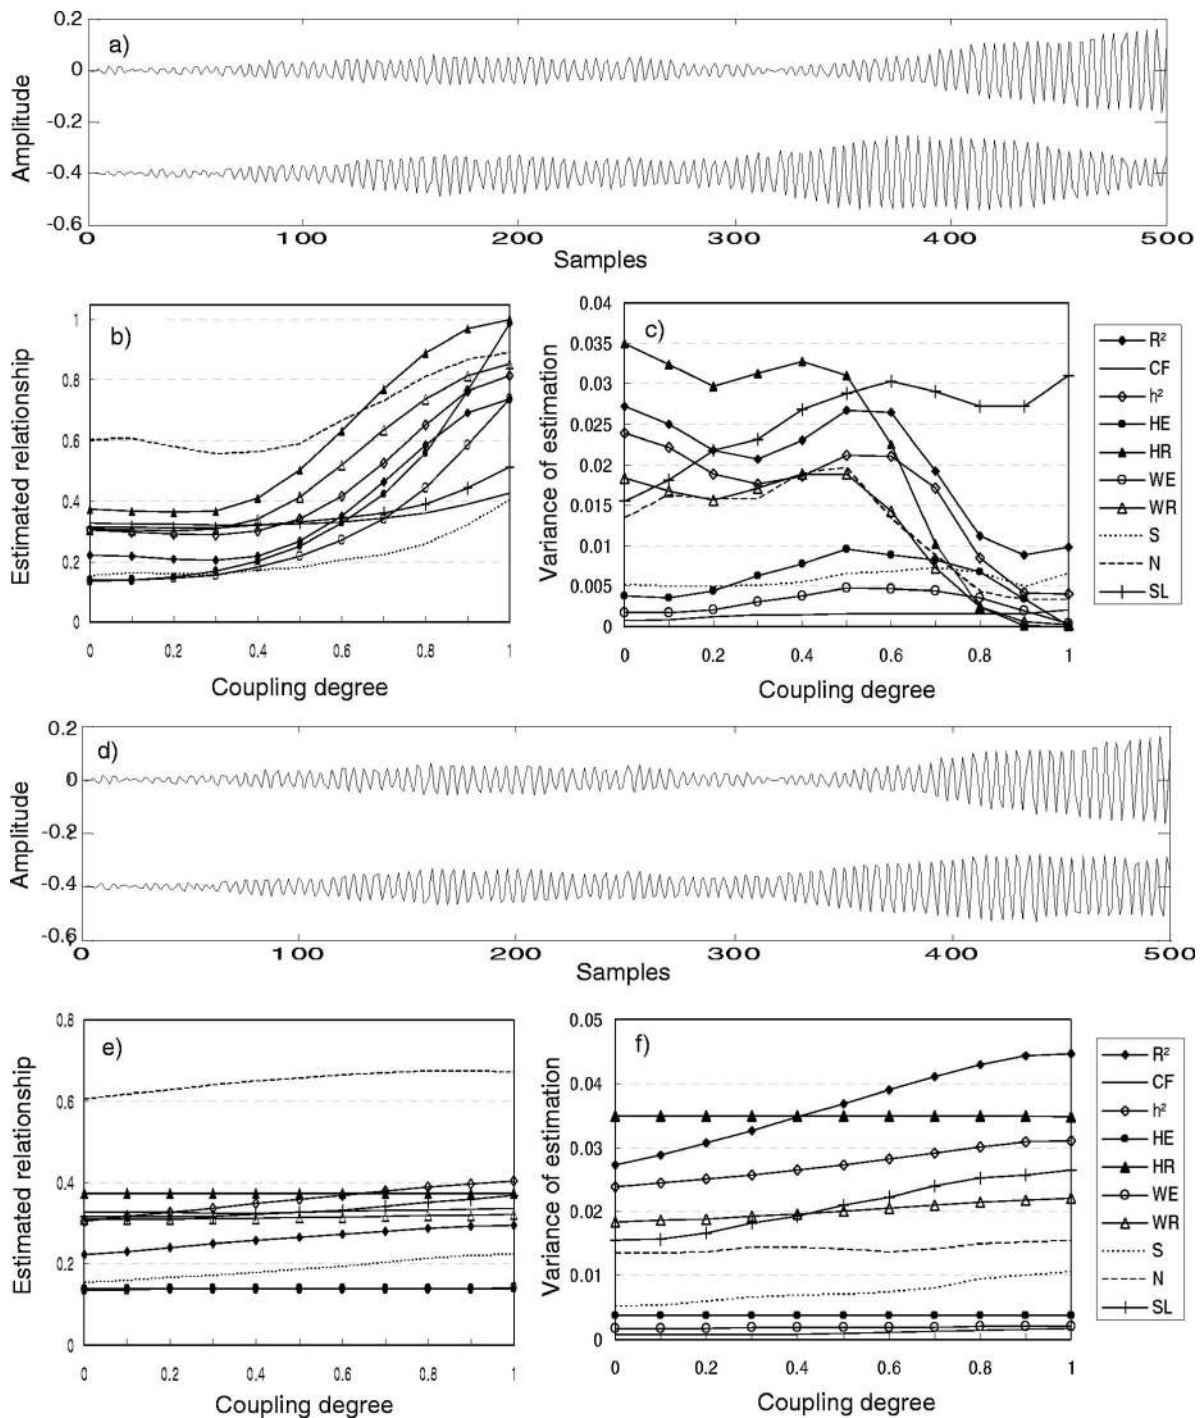 a)
0.2
0
-0.2
-0.4
-0.6
Amplitude
0 100 200 300 400 500
Samples
b)
1
0.8
0.6
0.4
0.2
0
Estimated relationship
0 0.2 0.4 0.6 0.8 1
Coupling degree
c)
0.04
0.035
0.03
0.025
0.02
0.015
0.01
0.005
0
Variance of estimation
0 0.2 0.4 0.6 0.8 1
Coupling degree
R²
CF
h²
HE
HR
WE
WR
S
N
SL
d)
0.2
0
-0.2
-0.4
-0.6
Amplitude
0 100 200 300 400 500
Samples
e)
0.8
0.6
0.4
0.2
0
Estimated relationship
0 0.2 0.4 0.6 0.8 1
Coupling degree
f)
0.05
0.04
0.03
0.02
0.01
0
Variance of estimation
0 0.2 0.4 0.6 0.8 1
Coupling degree
R²
CF
h²
HE
HR
WE
WR
S
N
SL